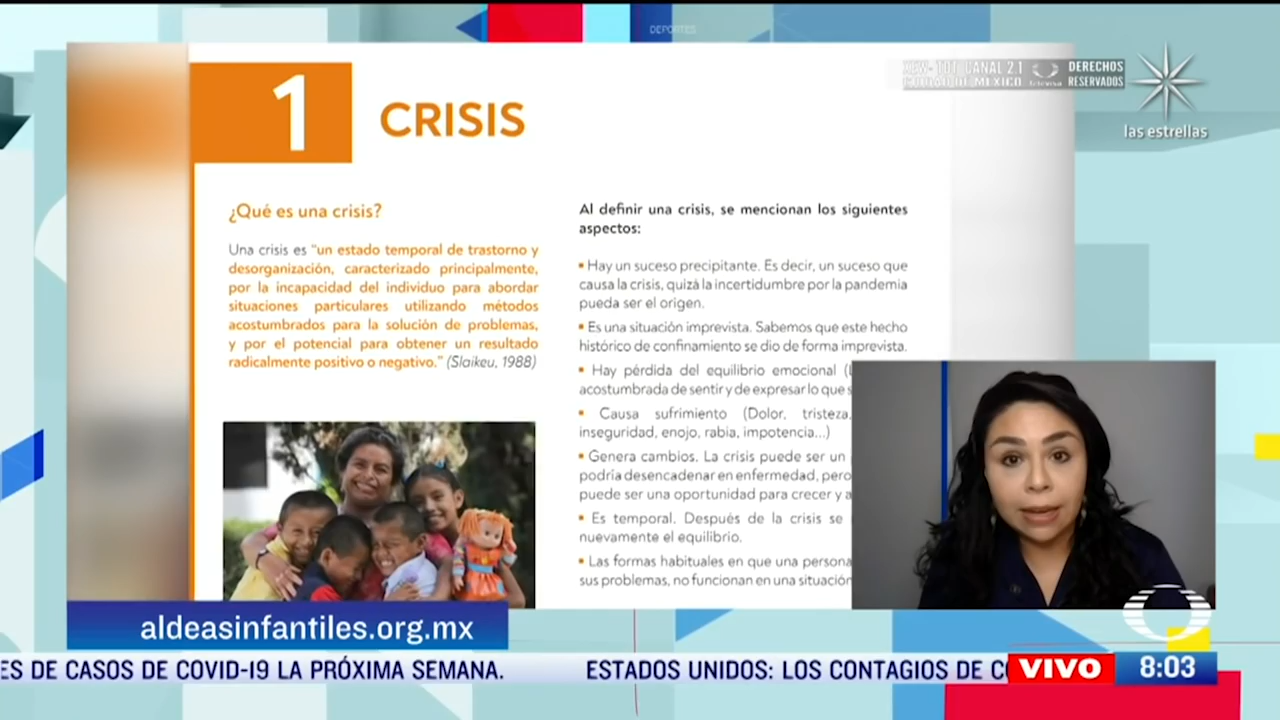 DEPORTES
XEW-TDT CANAL 2.1
CIUDAD DE MÉXICO
televisa
DERECHOS
RESERVADOS
las estrellas
1
CRISIS
¿Qué es una crisis?
Una crisis es “un estado temporal de trastorno y
desorganización, caracterizado principalmente,
por la incapacidad del individuo para abordar
situaciones particulares utilizando métodos
acostumbrados para la solución de problemas,
y por el potencial para obtener un resultado
radicalmente positivo o negativo.” (Slaikeu, 1988)
Al definir una crisis, se mencionan los siguientes
aspectos:
▪ Hay un suceso precipitante. Es decir, un suceso que
causa la crisis, quizá la incertidumbre por la pandemia
pueda ser el origen.
▪ Es una situación imprevista. Sabemos que este hecho
histórico de confinamiento se dio de forma imprevista.
▪ Hay pérdida del equilibrio emocional
acostumbrada de sentir y de expresar lo que
▪ Causa sufrimiento (Dolor, tristeza,
inseguridad, enojo, rabia, impotencia...)
▪ Genera cambios. La crisis puede ser un
podría desencadenar en enfermedad, pero
puede ser una oportunidad para crecer y
▪ Es temporal. Después de la crisis se
nuevamente el equilibrio.
▪ Las formas habituales en que una persona
sus problemas, no funcionan en una situación
aldeasinfantiles.org.mx
ES DE CASOS DE COVID-19 LA PRÓXIMA SEMANA. ESTADOS UNIDOS: LOS CONTAGIOS DE
VIVO 8:03